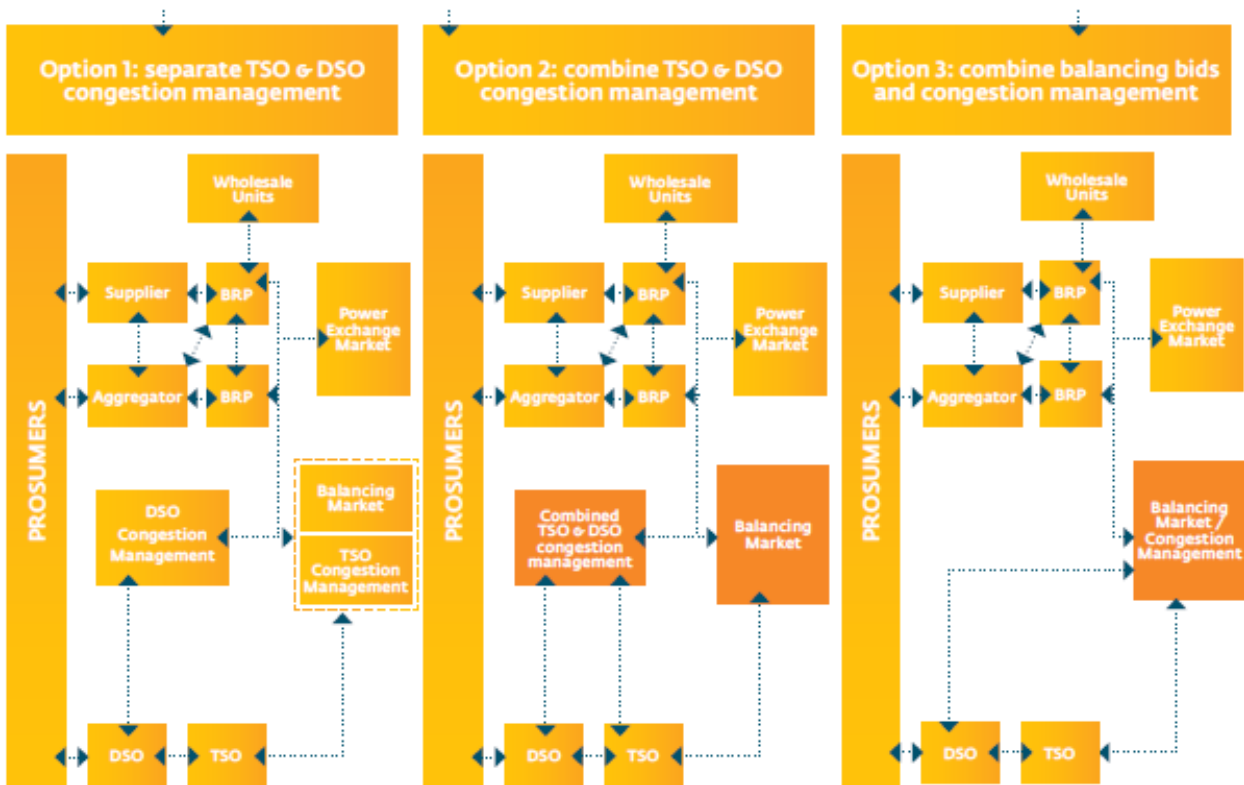 Option 1: separate TSO & DSO
congestion management
PROSUMERS
Wholesale
Units
Supplier
BRP
Power
Exchange
Market
Aggregator
BRP
DSO
Congestion
Management
Balancing
Market
TSO
Congestion
Management
DSO
TSO
Option 2: combine TSO & DSO
congestion management
PROSUMERS
Wholesale
Units
Supplier
BRP
Power
Exchange
Market
Aggregator
BRP
Combined
TSO & DSO
congestion
management
Balancing
Market
DSO
TSO
Option 3: combine balancing bids
and congestion management
PROSUMERS
Wholesale
Units
Supplier
BRP
Power
Exchange
Market
Aggregator
BRP
Balancing
Market /
Congestion
Management
DSO
TSO